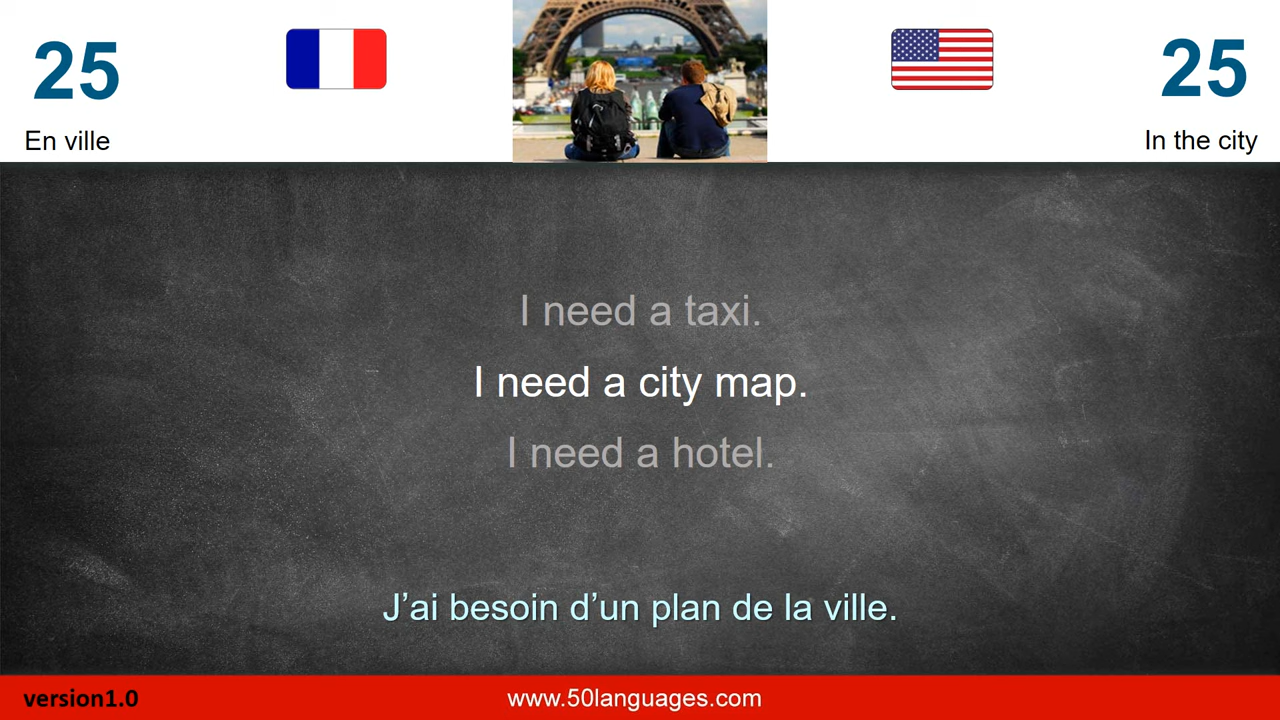 25
En ville
25
In the city
I need a taxi.
I need a city map.
I need a hotel.
J’ai besoin d’un plan de la ville.
version1.0
www.50languages.com